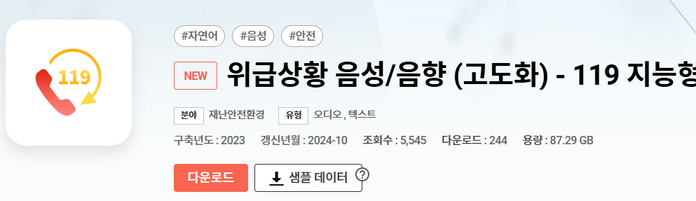 #자연어 #음성 #안전
119
NEW 위급상황 음성/음향 (고도화) - 119 지능형
분야 재난안전환경 유형 오디오 , 텍스트
구축년도 : 2023 갱신년월 : 2024-10 조회수 : 5,545 다운로드 : 244 용량 : 87.29 GB
다운로드 샘플 데이터 ?